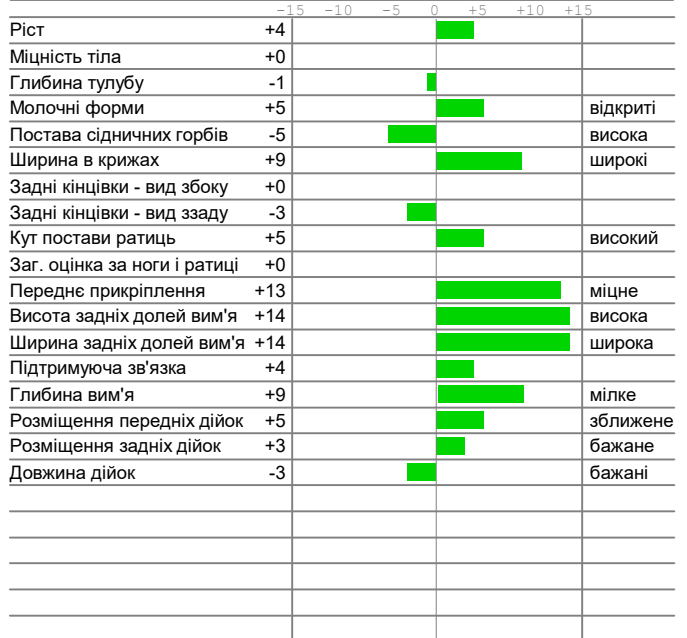 -15 -10 -5 0 +5 +10 +15
Ріст +4
Міцність тіла +0
Глибина тулубу -1
Молочні форми +5 відкриті
Постава сідничних горбів -5 висока
Ширина в крижах +9 широкі
Задні кінцівки - вид збоку +0
Задні кінцівки - вид ззаду -3
Кут постави ратиць +5 високий
Заг. оцінка за ноги і ратиці +0
Переднє прикріплення +13 міцне
Висота задніх долей вим'я +14 висока
Ширина задніх долей вим'я +14 широка
Підтримуюча зв'язка +4
Глибина вим'я +9 мілке
Розміщення передніх дійок +5 зближене
Розміщення задніх дійок +3 бажане
Довжина дійок -3 бажані